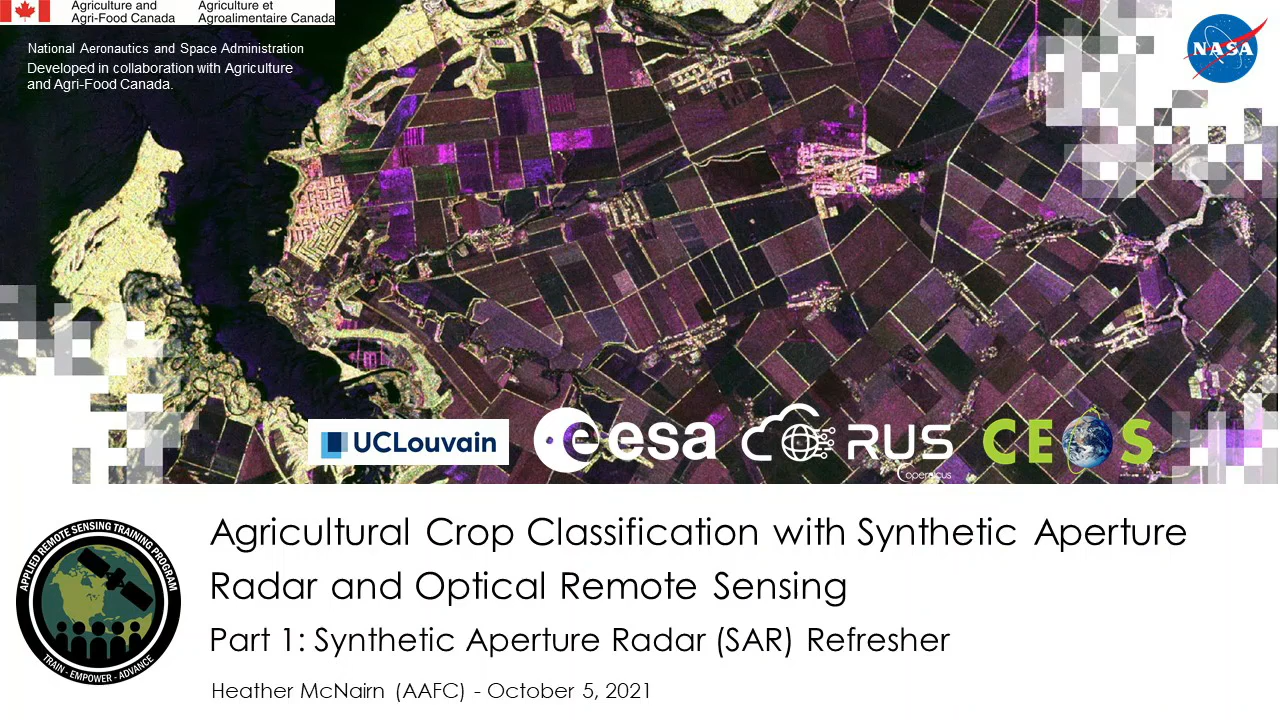 Agriculture and
Agri-Food Canada
Agriculture et
Agroalimentaire Canada
National Aeronautics and Space Administration
Developed in collaboration with Agriculture
and Agri-Food Canada.
NASA
UCLouvain
esa
CORUS
Copernicus
CEOS
APPLIED REMOTE SENSING TRAINING PROGRAM
TRAIN - EMPOWER - ADVANCE
Agricultural Crop Classification with Synthetic Aperture
Radar and Optical Remote Sensing
Part 1: Synthetic Aperture Radar (SAR) Refresher
Heather McNairn (AAFC) - October 5, 2021